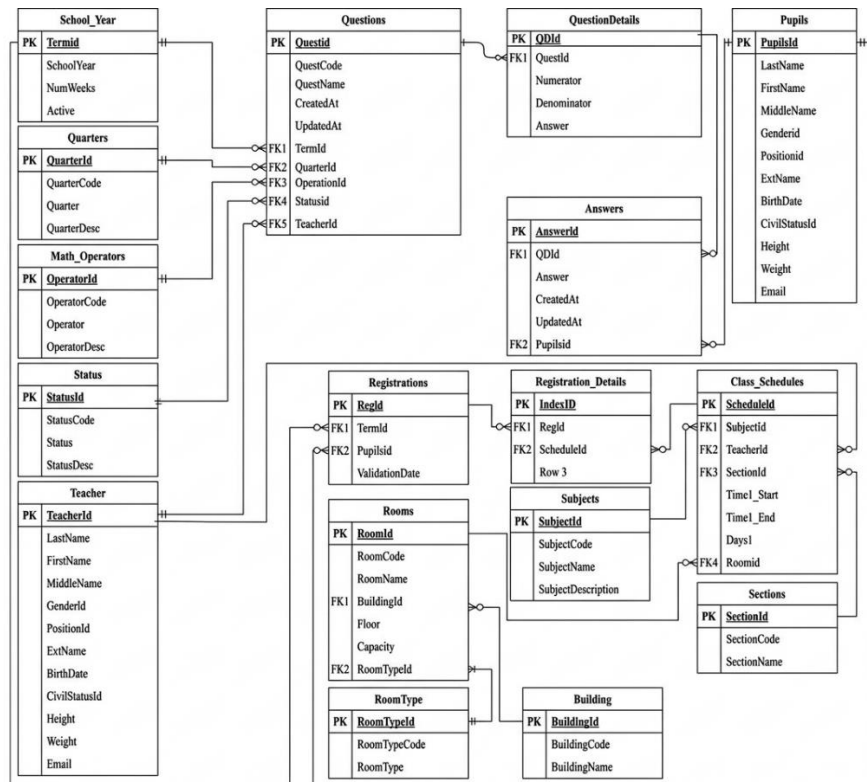 School_Year
PK Termid
SchoolYear
NumWeeks
Active
Quarters
PK QuarterId
QuarterCode
Quarter
QuarterDesc
Math_Operators
PK OperatorId
OperatorCode
Operator
OperatorDesc
Status
PK StatusId
StatusCode
Status
StatusDesc
Teacher
PK TeacherId
LastName
FirstName
MiddleName
GenderId
PositionId
ExtName
BirthDate
CivilStatusId
Height
Weight
Email
Questions
PK Questid
QuestCode
QuestName
CreatedAt
UpdatedAt
FK1 TermId
FK2 QuarterId
FK3 OperationId
FK4 Statusid
FK5 TeacherId
QuestionDetails
PK QDId
FK1 QuestId
Numerator
Denominator
Answer
Answers
PK AnswerId
FK1 QDId
Answer
CreatedAt
UpdatedAt
FK2 Pupilsid
Pupils
PK PupilsId
LastName
FirstName
MiddleName
Genderid
Positionid
ExtName
BirthDate
CivilStatusId
Height
Weight
Email
Registrations
PK RegId
FK1 TermId
FK2 Pupilsid
ValidationDate
Registration_Details
PK IndexID
FK1 RegId
FK2 ScheduleId
Row 3
Class_Schedules
PK ScheduleId
FK1 SubjectId
FK2 TeacherId
FK3 SectionId
Time1_Start
Time1_End
Days1
FK4 Roomid
Rooms
PK RoomId
RoomCode
RoomName
FK1 BuildingId
Floor
Capacity
FK2 RoomTypeId
Subjects
PK SubjectId
SubjectCode
SubjectName
SubjectDescription
Sections
PK SectionId
SectionCode
SectionName
RoomType
PK RoomTypeId
RoomTypeCode
RoomType
Building
PK BuildingId
BuildingCode
BuildingName